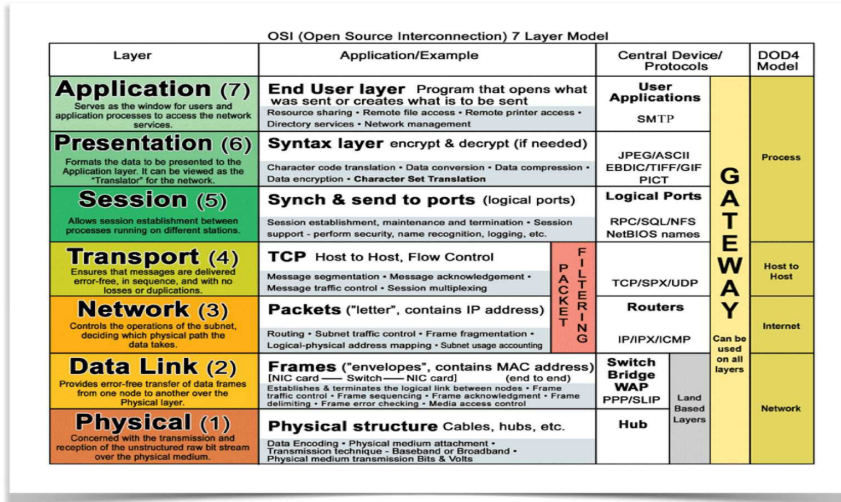 OSI (Open Source Interconnection) 7 Layer Model
Layer
Application/Example
Central Device/
Protocols
DOD4
Model
Application (7)
Serves as the window for users and
application processes to access the network
services.
End User layer Program that opens what
was sent or creates what is to be sent
Resource sharing • Remote file access • Remote printer access •
Directory services • Network management
User
Applications
SMTP
Presentation (6)
Formats the data to be presented to the
Application layer. It can be viewed as the
"Translator" for the network.
Syntax layer encrypt & decrypt (if needed)
Character code translation • Data conversion • Data compression •
Data encryption • Character Set Translation
JPEG/ASCII
EBDIC/TIFF/GIF
PICT
Process
Session (5)
Allows session establishment between
processes running on different stations.
Synch & send to ports (logical ports)
Session establishment, maintenance and termination • Session
support - perform security, name recognition, logging, etc.
Logical Ports
RPC/SQL/NFS
NetBIOS names
Transport (4)
Ensures that messages are delivered
error-free, in sequence, and with no
losses or duplications.
TCP Host to Host, Flow Control
Message segmentation • Message acknowledgement •
Message traffic control • Session multiplexing
PACKET
FILTERING
TCP/SPX/UDP
Host to
Host
Network (3)
Controls the operations of the subnet,
deciding which physical path the
data takes.
Packets ("letter", contains IP address)
Routing • Subnet traffic control • Frame fragmentation •
Logical-physical address mapping • Subnet usage accounting
Routers
IP/IPX/ICMP
Internet
GATEWAY
Can be
used
on all
layers
Data Link (2)
Provides error-free transfer of data frames
from one node to another over the
Physical layer.
Frames ("envelopes", contains MAC address)
[NIC card — Switch — NIC card] (end to end)
Establishes & terminates the logical link between nodes • Frame
traffic control • Frame sequencing • Frame acknowledgment • Frame
delimiting • Frame error checking • Media access control
Switch
Bridge
WAP
PPP/SLIP
Land
Based
Layers
Network
Physical (1)
Concerned with the transmission and
reception of the unstructured raw bit stream
over the physical medium.
Physical structure Cables, hubs, etc.
Data Encoding • Physical medium attachment •
Transmission technique - Baseband or Broadband •
Physical medium transmission Bits & Volts
Hub